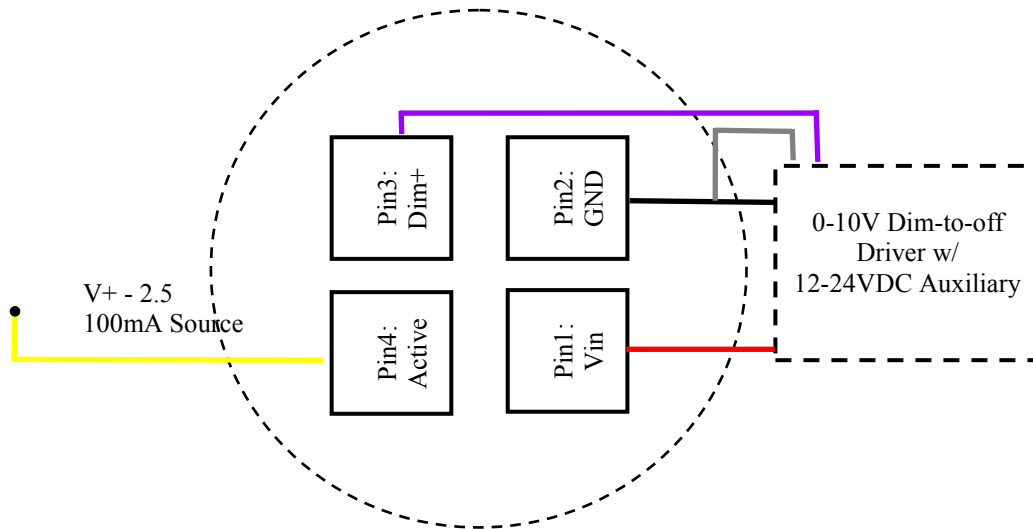 Pin3:
Dim+
Pin2:
GND
0-10V Dim-to-off
Driver w/
12-24VDC Auxiliary
V+ - 2.5
100mA Source
Pin4:
Active
Pin1:
Vin